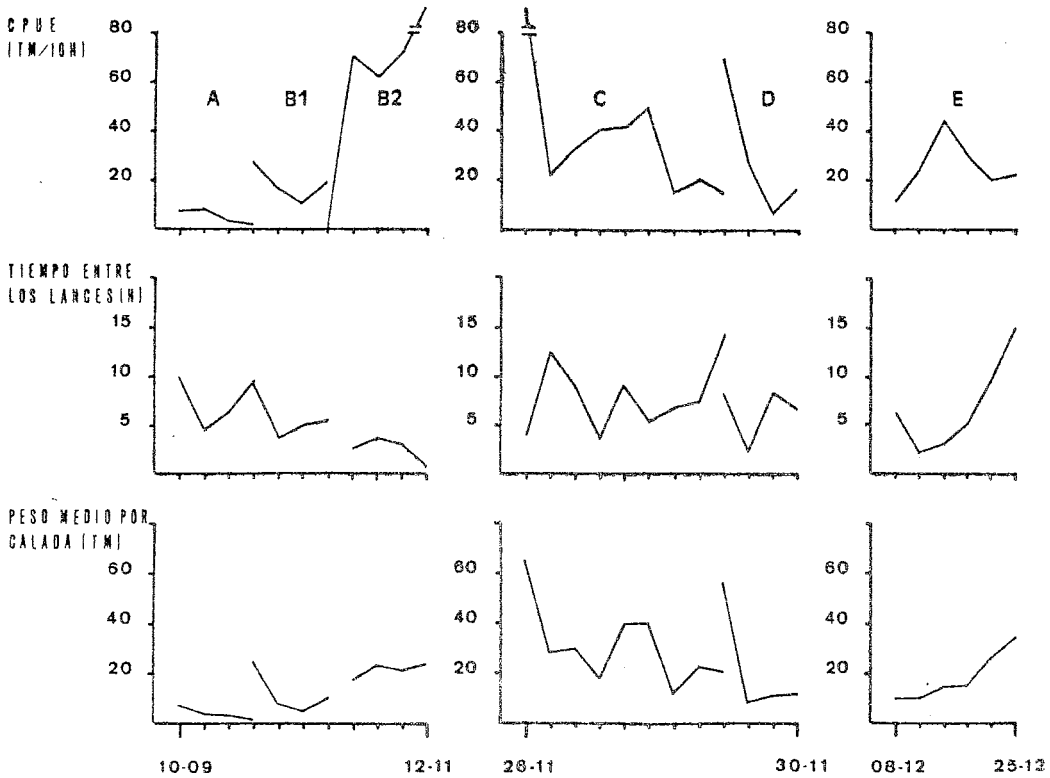 CPUE
(TM/10H)
80 80 80
60 60 60
40 40 40
20 20 20
A B1 B2 C D E
TIEMPO ENTRE
LOS LANCES(H)
15 15 15
10 10 10
5 5 5
PESO MEDIO POR
CALADA (TM)
60 60 60
40 40 40
20 20 20
10-09 12-11 26-11 30-11 08-12 25-12